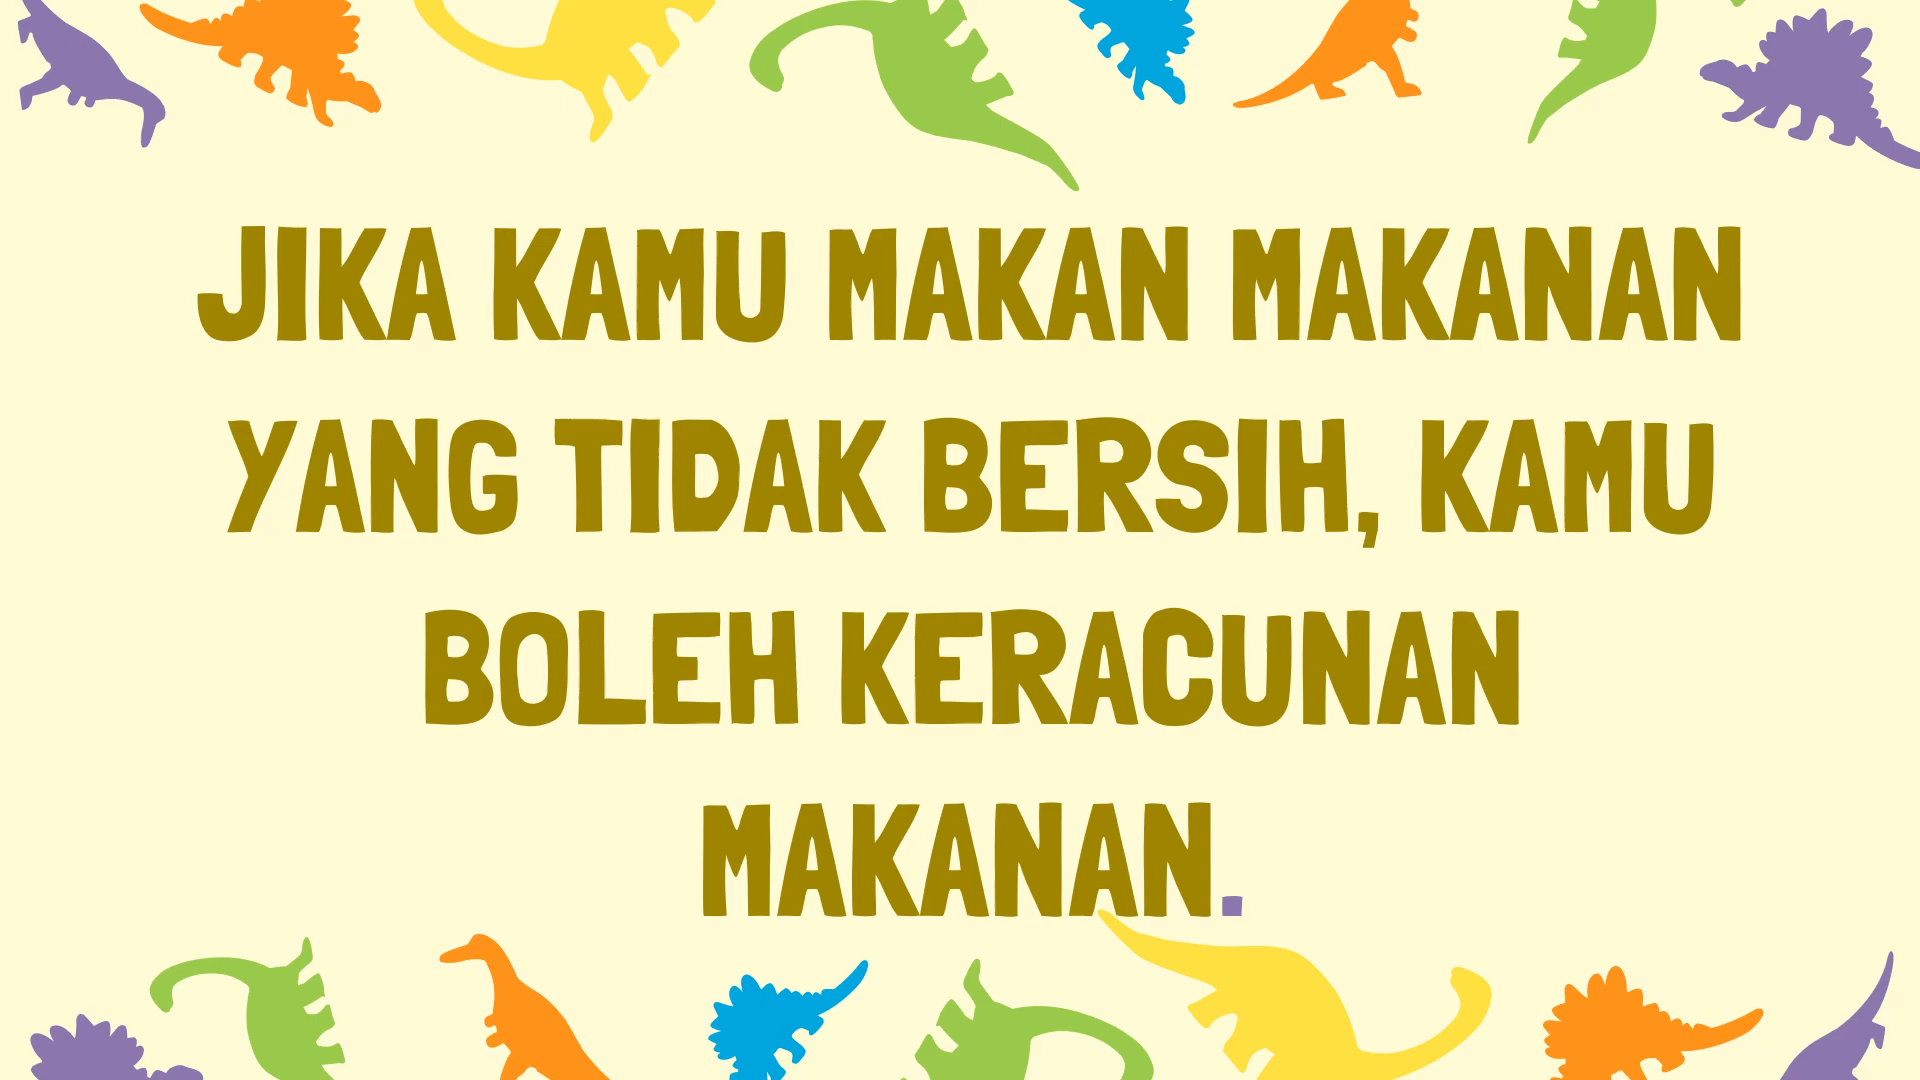 JIKA KAMU MAKAN MAKANAN
YANG TIDAK BERSIH, KAMU
BOLEH KERACUNAN
MAKANAN.